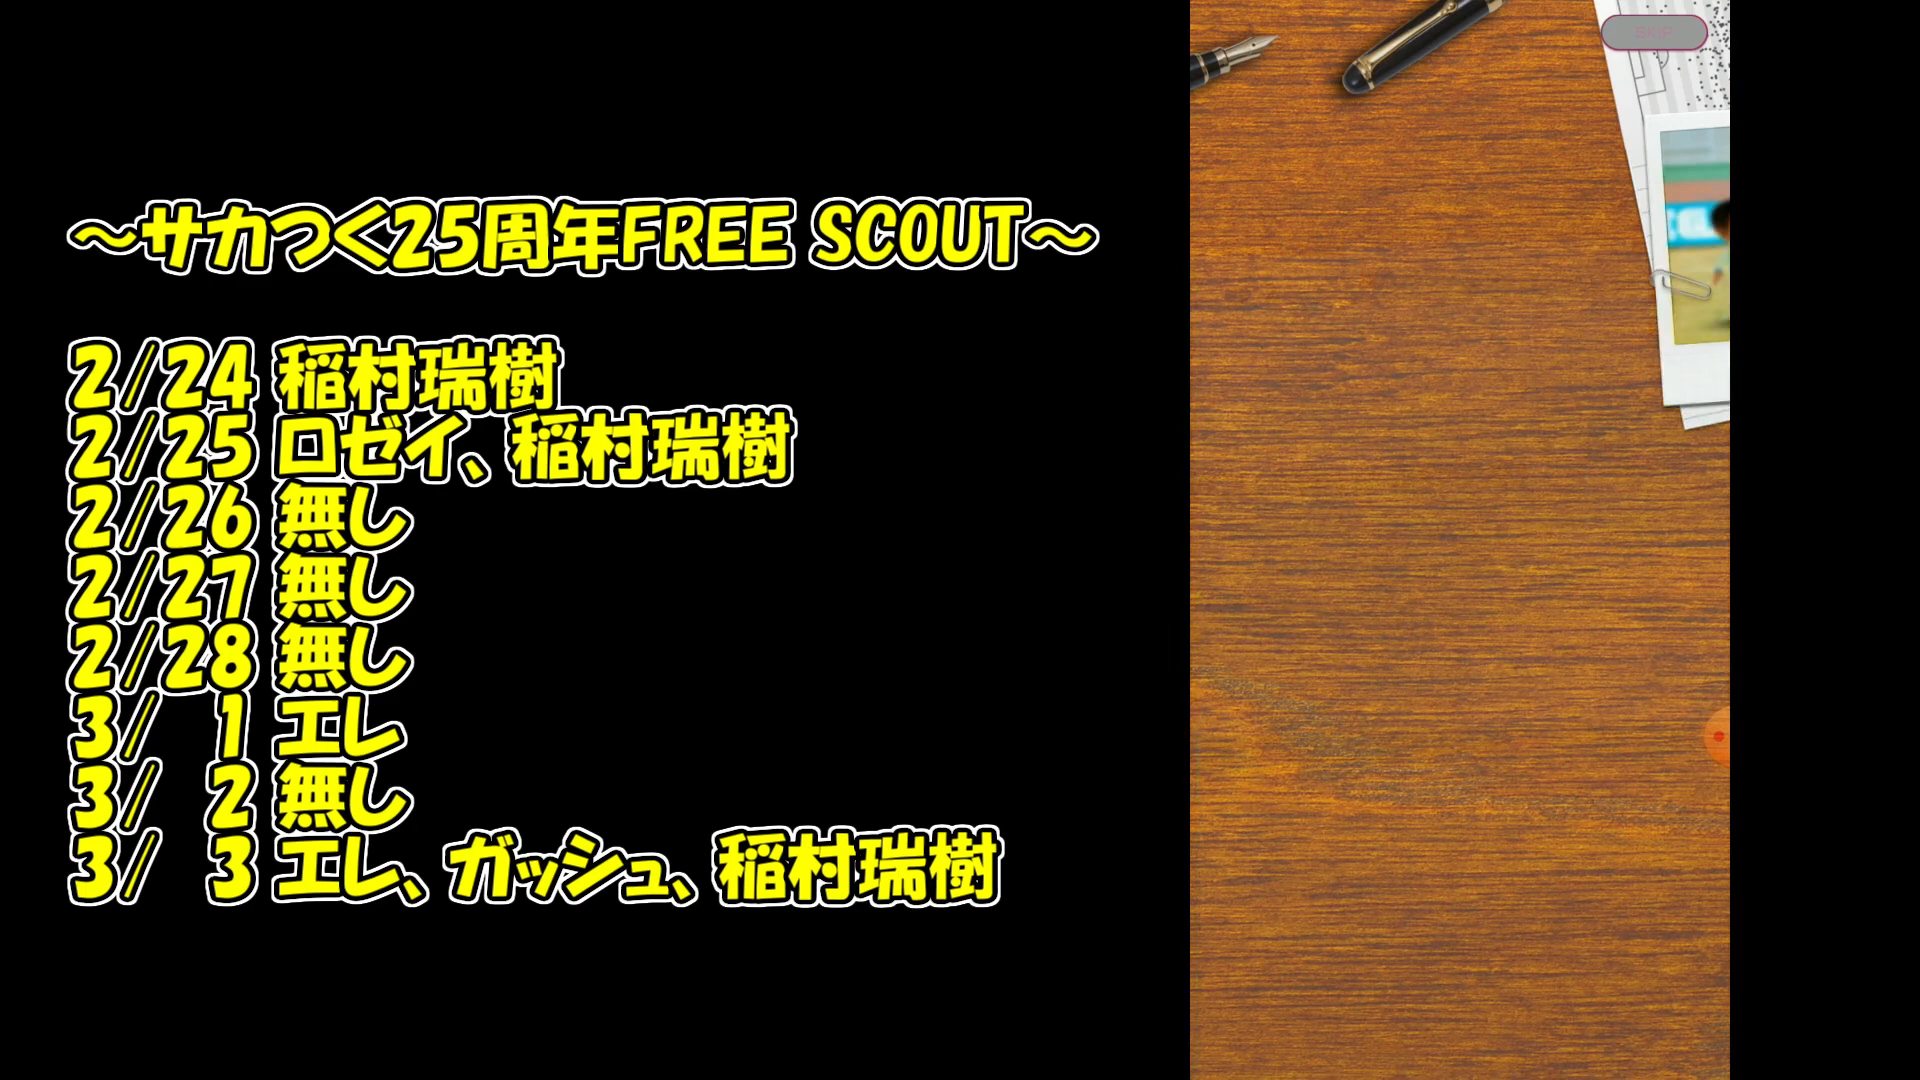 ～サカつく25周年FREE SCOUT～
2/24 稲村瑞樹
2/25 ロゼイ、稲村瑞樹
2/26 無し
2/27 無し
2/28 無し
3/ 1 エレ
3/ 2 無し
3/ 3 エレ、ガッシュ、稲村瑞樹
SKIP